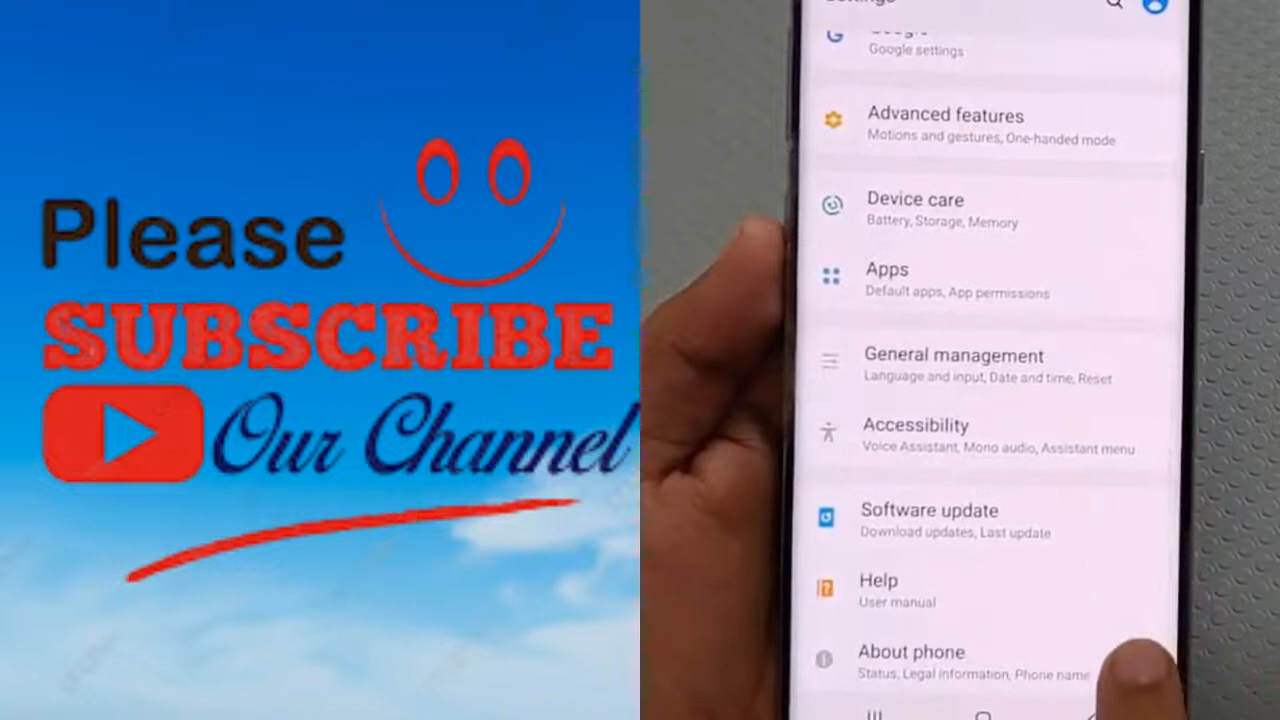 Please
SUBSCRIBE
Our Channel
Settings
Google
Google settings
Advanced features
Motions and gestures, One-handed mode
Device care
Battery, Storage, Memory
Apps
Default apps, App permissions
General management
Language and input, Date and time, Reset
Accessibility
Voice Assistant, Mono audio, Assistant menu
Software update
Download updates, Last update
Help
User manual
About phone
Status, Legal information, Phone name